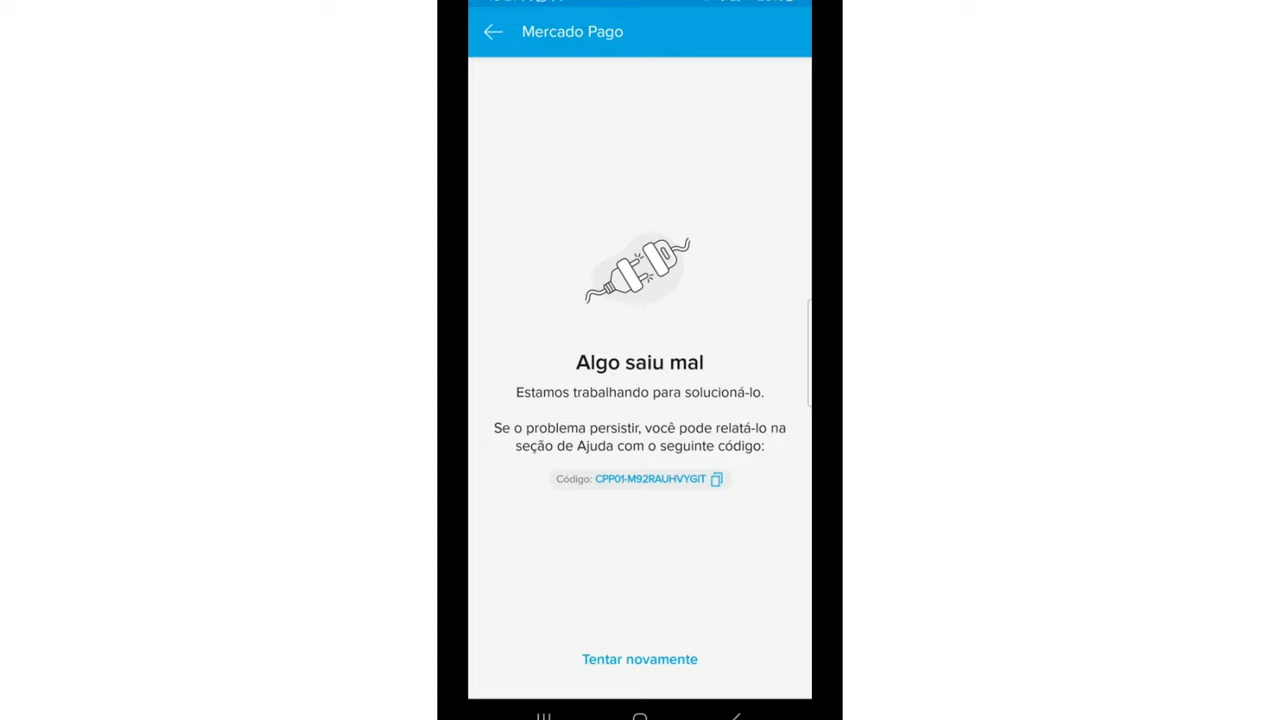 Mercado Pago
Algo saiu mal
Estamos trabalhando para solucioná-lo.
Se o problema persistir, você pode relatá-lo na
seção de Ajuda com o seguinte código:
Código: CPP01-M92RAUHVYGIT
Tentar novamente